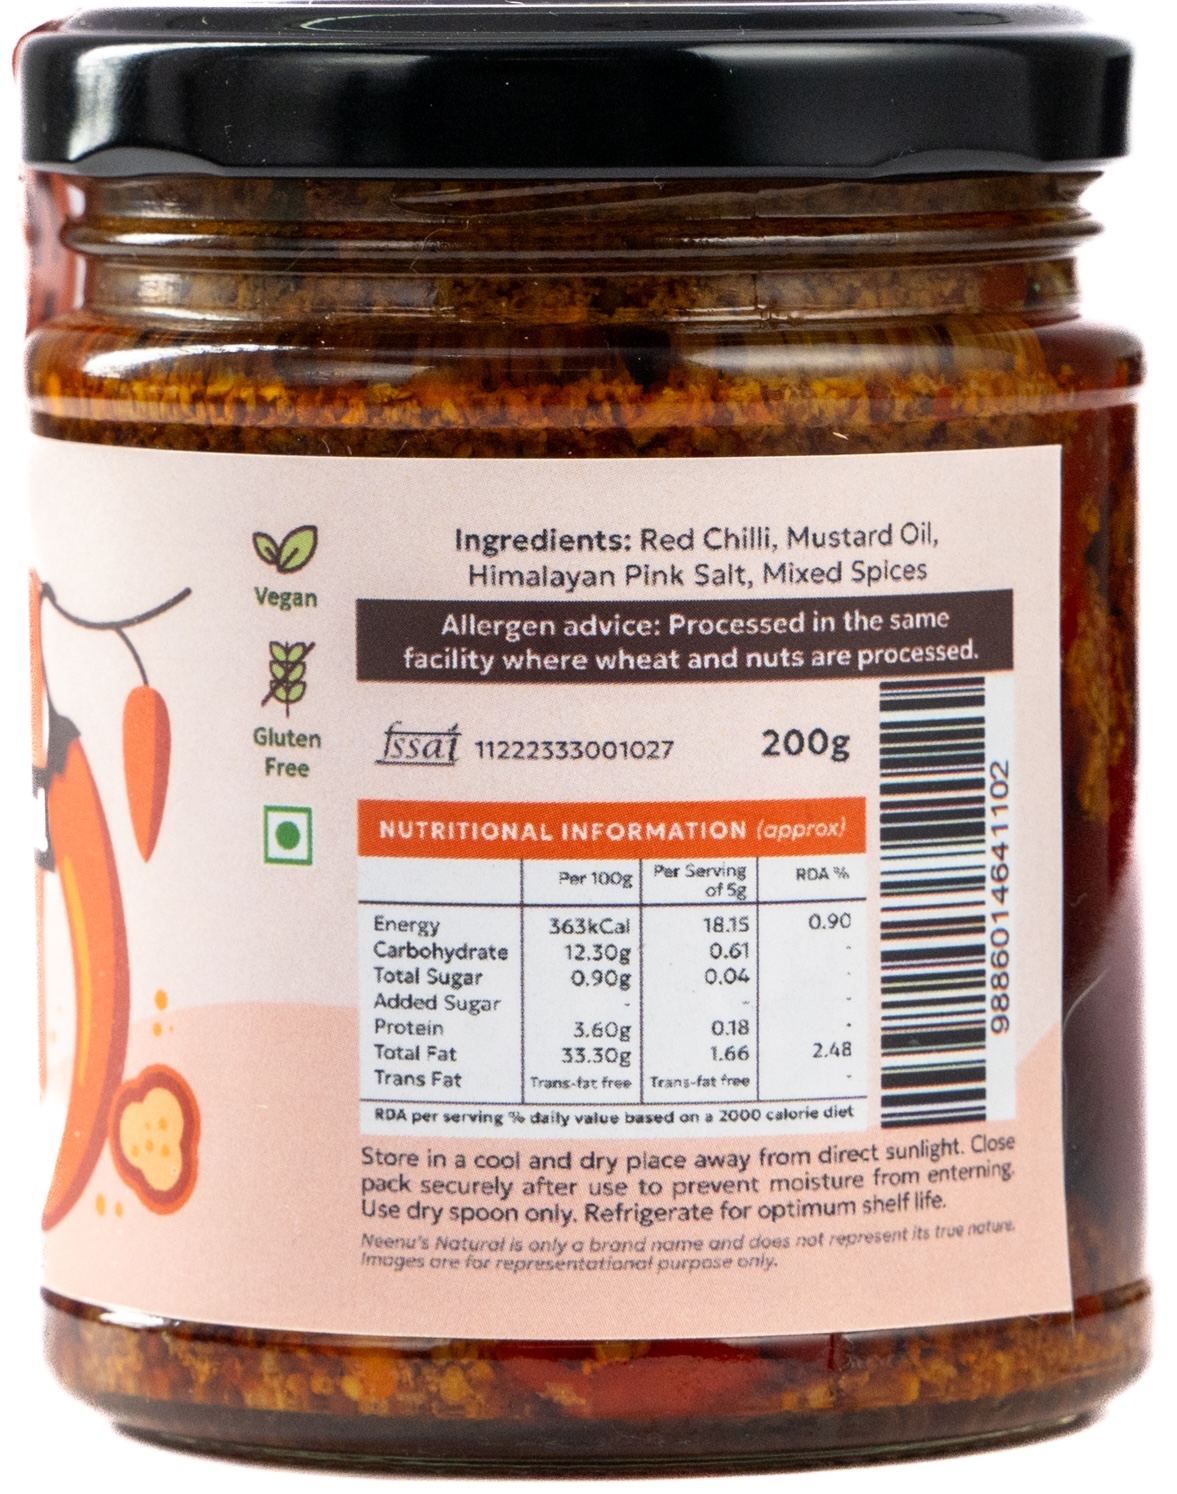 Vegan
Gluten
Free
Ingredients: Red Chilli, Mustard Oil,
Himalayan Pink Salt, Mixed Spices
Allergen advice: Processed in the same
facility where wheat and nuts are processed.
fssai 11222333001027 200g
NUTRITIONAL INFORMATION (approx)
Per 100g Per Serving of 5g RDA %
Energy 363kCal 18.15 0.90
Carbohydrate 12.30g 0.61 -
Total Sugar 0.90g 0.04 -
Added Sugar - - -
Protein 3.60g 0.18 -
Total Fat 33.30g 1.66 2.48
Trans Fat Trans-fat free Trans-fat free -
RDA per serving % daily value based on a 2000 calorie diet
9886014641102
Store in a cool and dry place away from direct sunlight. Close
pack securely after use to prevent moisture from enterning.
Use dry spoon only. Refrigerate for optimum shelf life.
Neenu's Natural is only a brand name and does not represent its true nature.
Images are for representational purpose only.